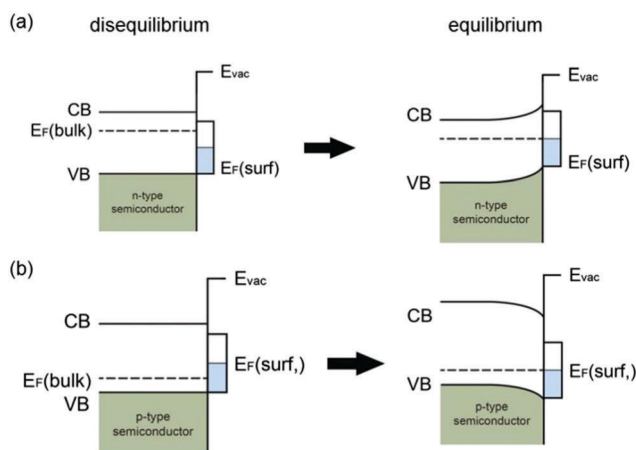 (a)
disequilibrium
equilibrium
Evac
CB
EF(bulk)
VB
EF(surf)
n-type
semiconductor
Evac
CB
EF(surf)
VB
n-type
semiconductor
(b)
Evac
CB
EF(surf,)
EF(bulk)
VB
p-type
semiconductor
Evac
CB
EF(surf,)
VB
p-type
semiconductor